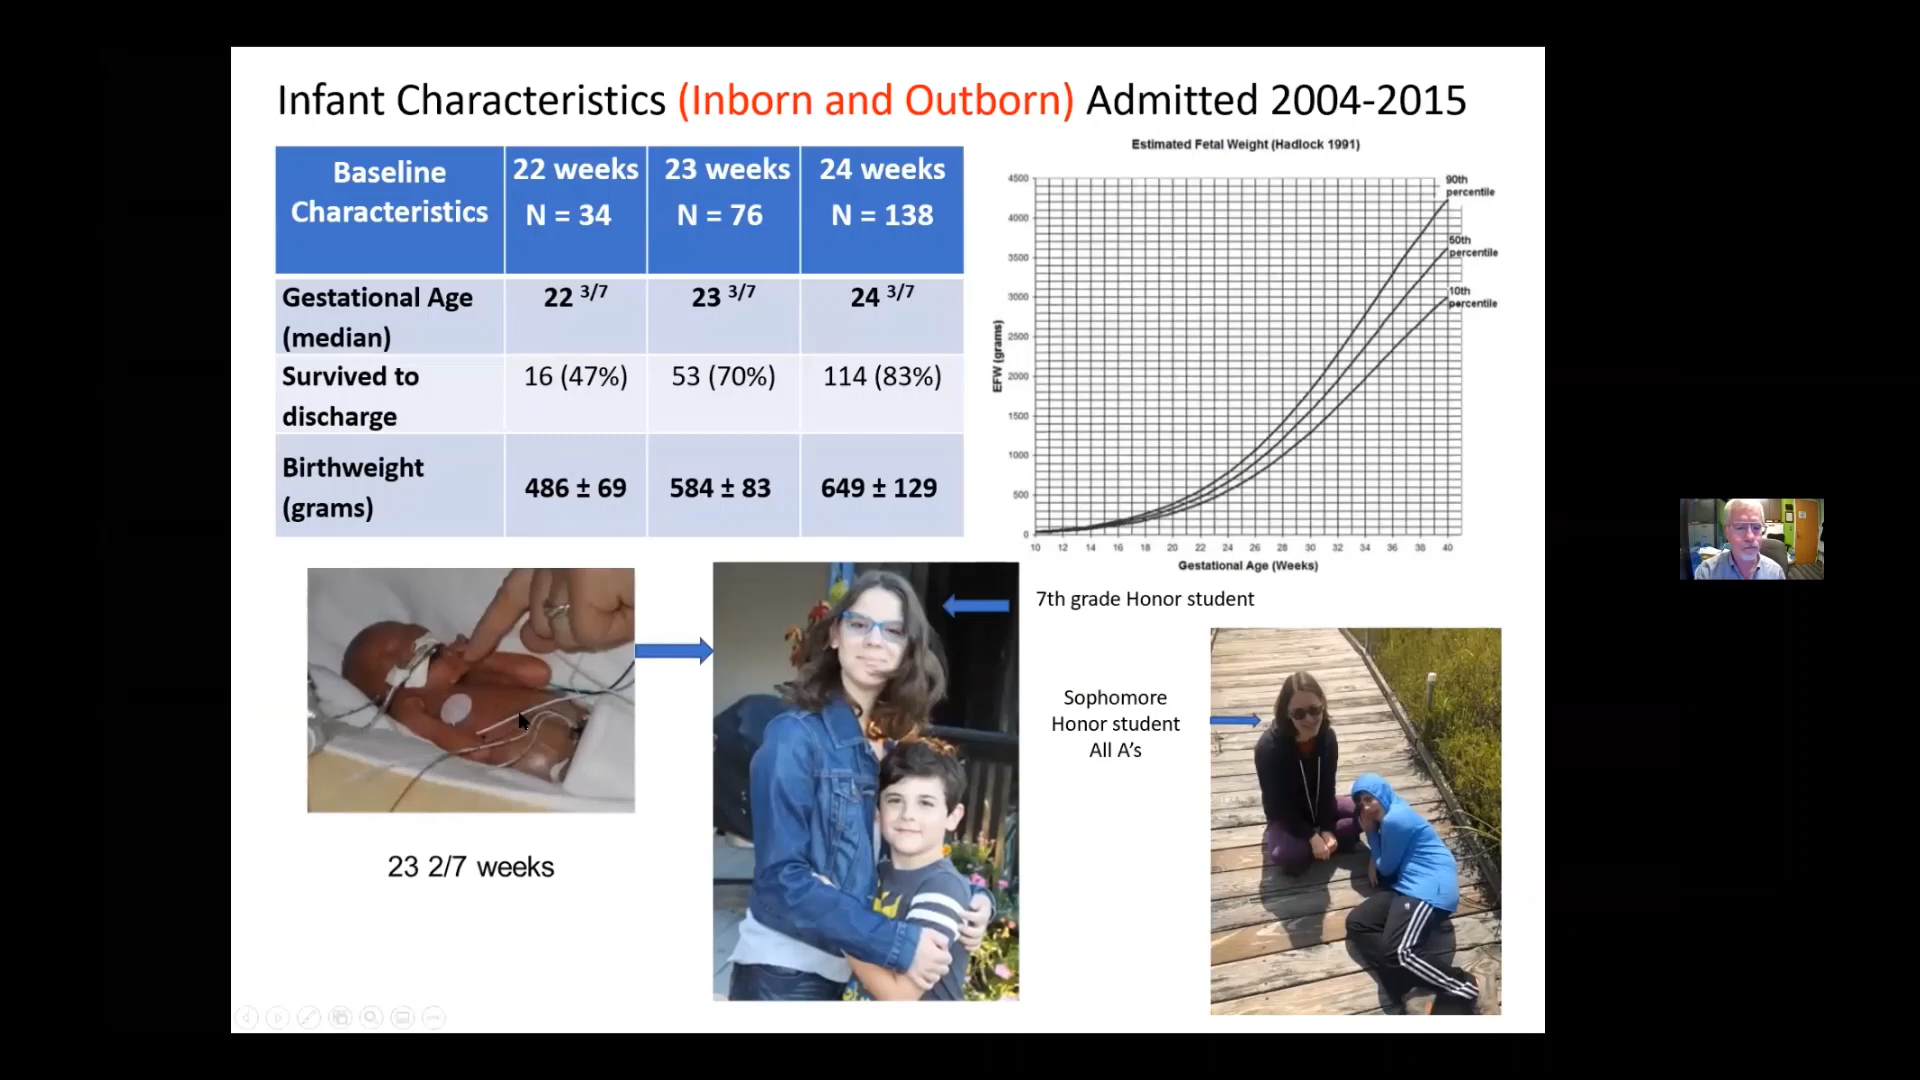 Infant Characteristics (Inborn and Outborn) Admitted 2004-2015
Baseline Characteristics
22 weeks
N = 34
23 weeks
N = 76
24 weeks
N = 138
Gestational Age (median)
22 3/7
23 3/7
24 3/7
Survived to discharge
16 (47%)
53 (70%)
114 (83%)
Birthweight (grams)
486 ± 69
584 ± 83
649 ± 129
Estimated Fetal Weight (Hadlock 1991)
90th percentile
50th percentile
10th percentile
EFW (grams)
4500
4000
3500
3000
2500
2000
1500
1000
500
0
10 12 14 16 18 20 22 24 26 28 30 32 34 36 38 40
Gestational Age (Weeks)
7th grade Honor student
Sophomore
Honor student
All A's
23 2/7 weeks